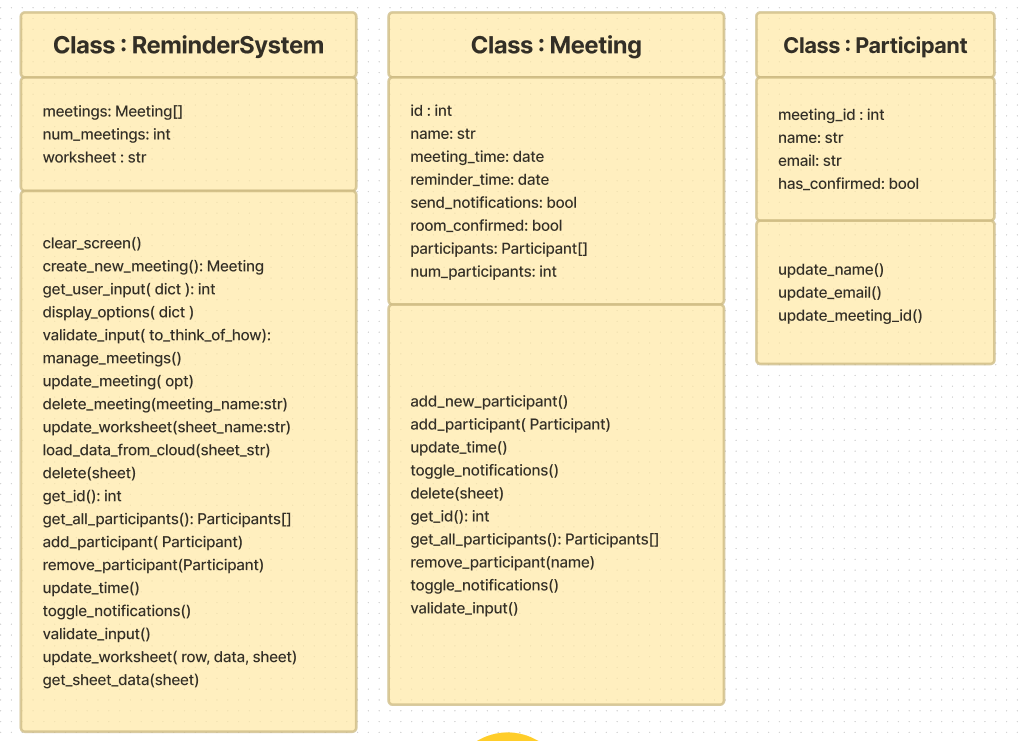 Class : ReminderSystem
meetings: Meeting[]
num_meetings: int
worksheet : str
clear_screen()
create_new_meeting(): Meeting
get_user_input( dict ): int
display_options( dict )
validate_input( to_think_of_how):
manage_meetings()
update_meeting( opt)
delete_meeting(meeting_name:str)
update_worksheet(sheet_name:str)
load_data_from_cloud(sheet_str)
delete(sheet)
get_id(): int
get_all_participants(): Participants[]
add_participant( Participant)
remove_participant(Participant)
update_time()
toggle_notifications()
validate_input()
update_worksheet( row, data, sheet)
get_sheet_data(sheet)
Class : Meeting
id : int
name: str
meeting_time: date
reminder_time: date
send_notifications: bool
room_confirmed: bool
participants: Participant[]
num_participants: int
add_new_participant()
add_participant( Participant)
update_time()
toggle_notifications()
delete(sheet)
get_id(): int
get_all_participants(): Participants[]
remove_participant(name)
toggle_notifications()
validate_input()
Class : Participant
meeting_id : int
name: str
email: str
has_confirmed: bool
update_name()
update_email()
update_meeting_id()